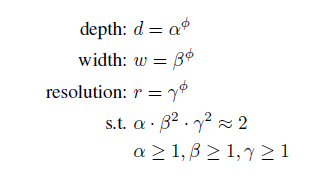 depth: d = α^ϕ
width: w = β^ϕ
resolution: r = γ^ϕ
s.t. α · β² · γ² ≈ 2
α ≥ 1, β ≥ 1, γ ≥ 1